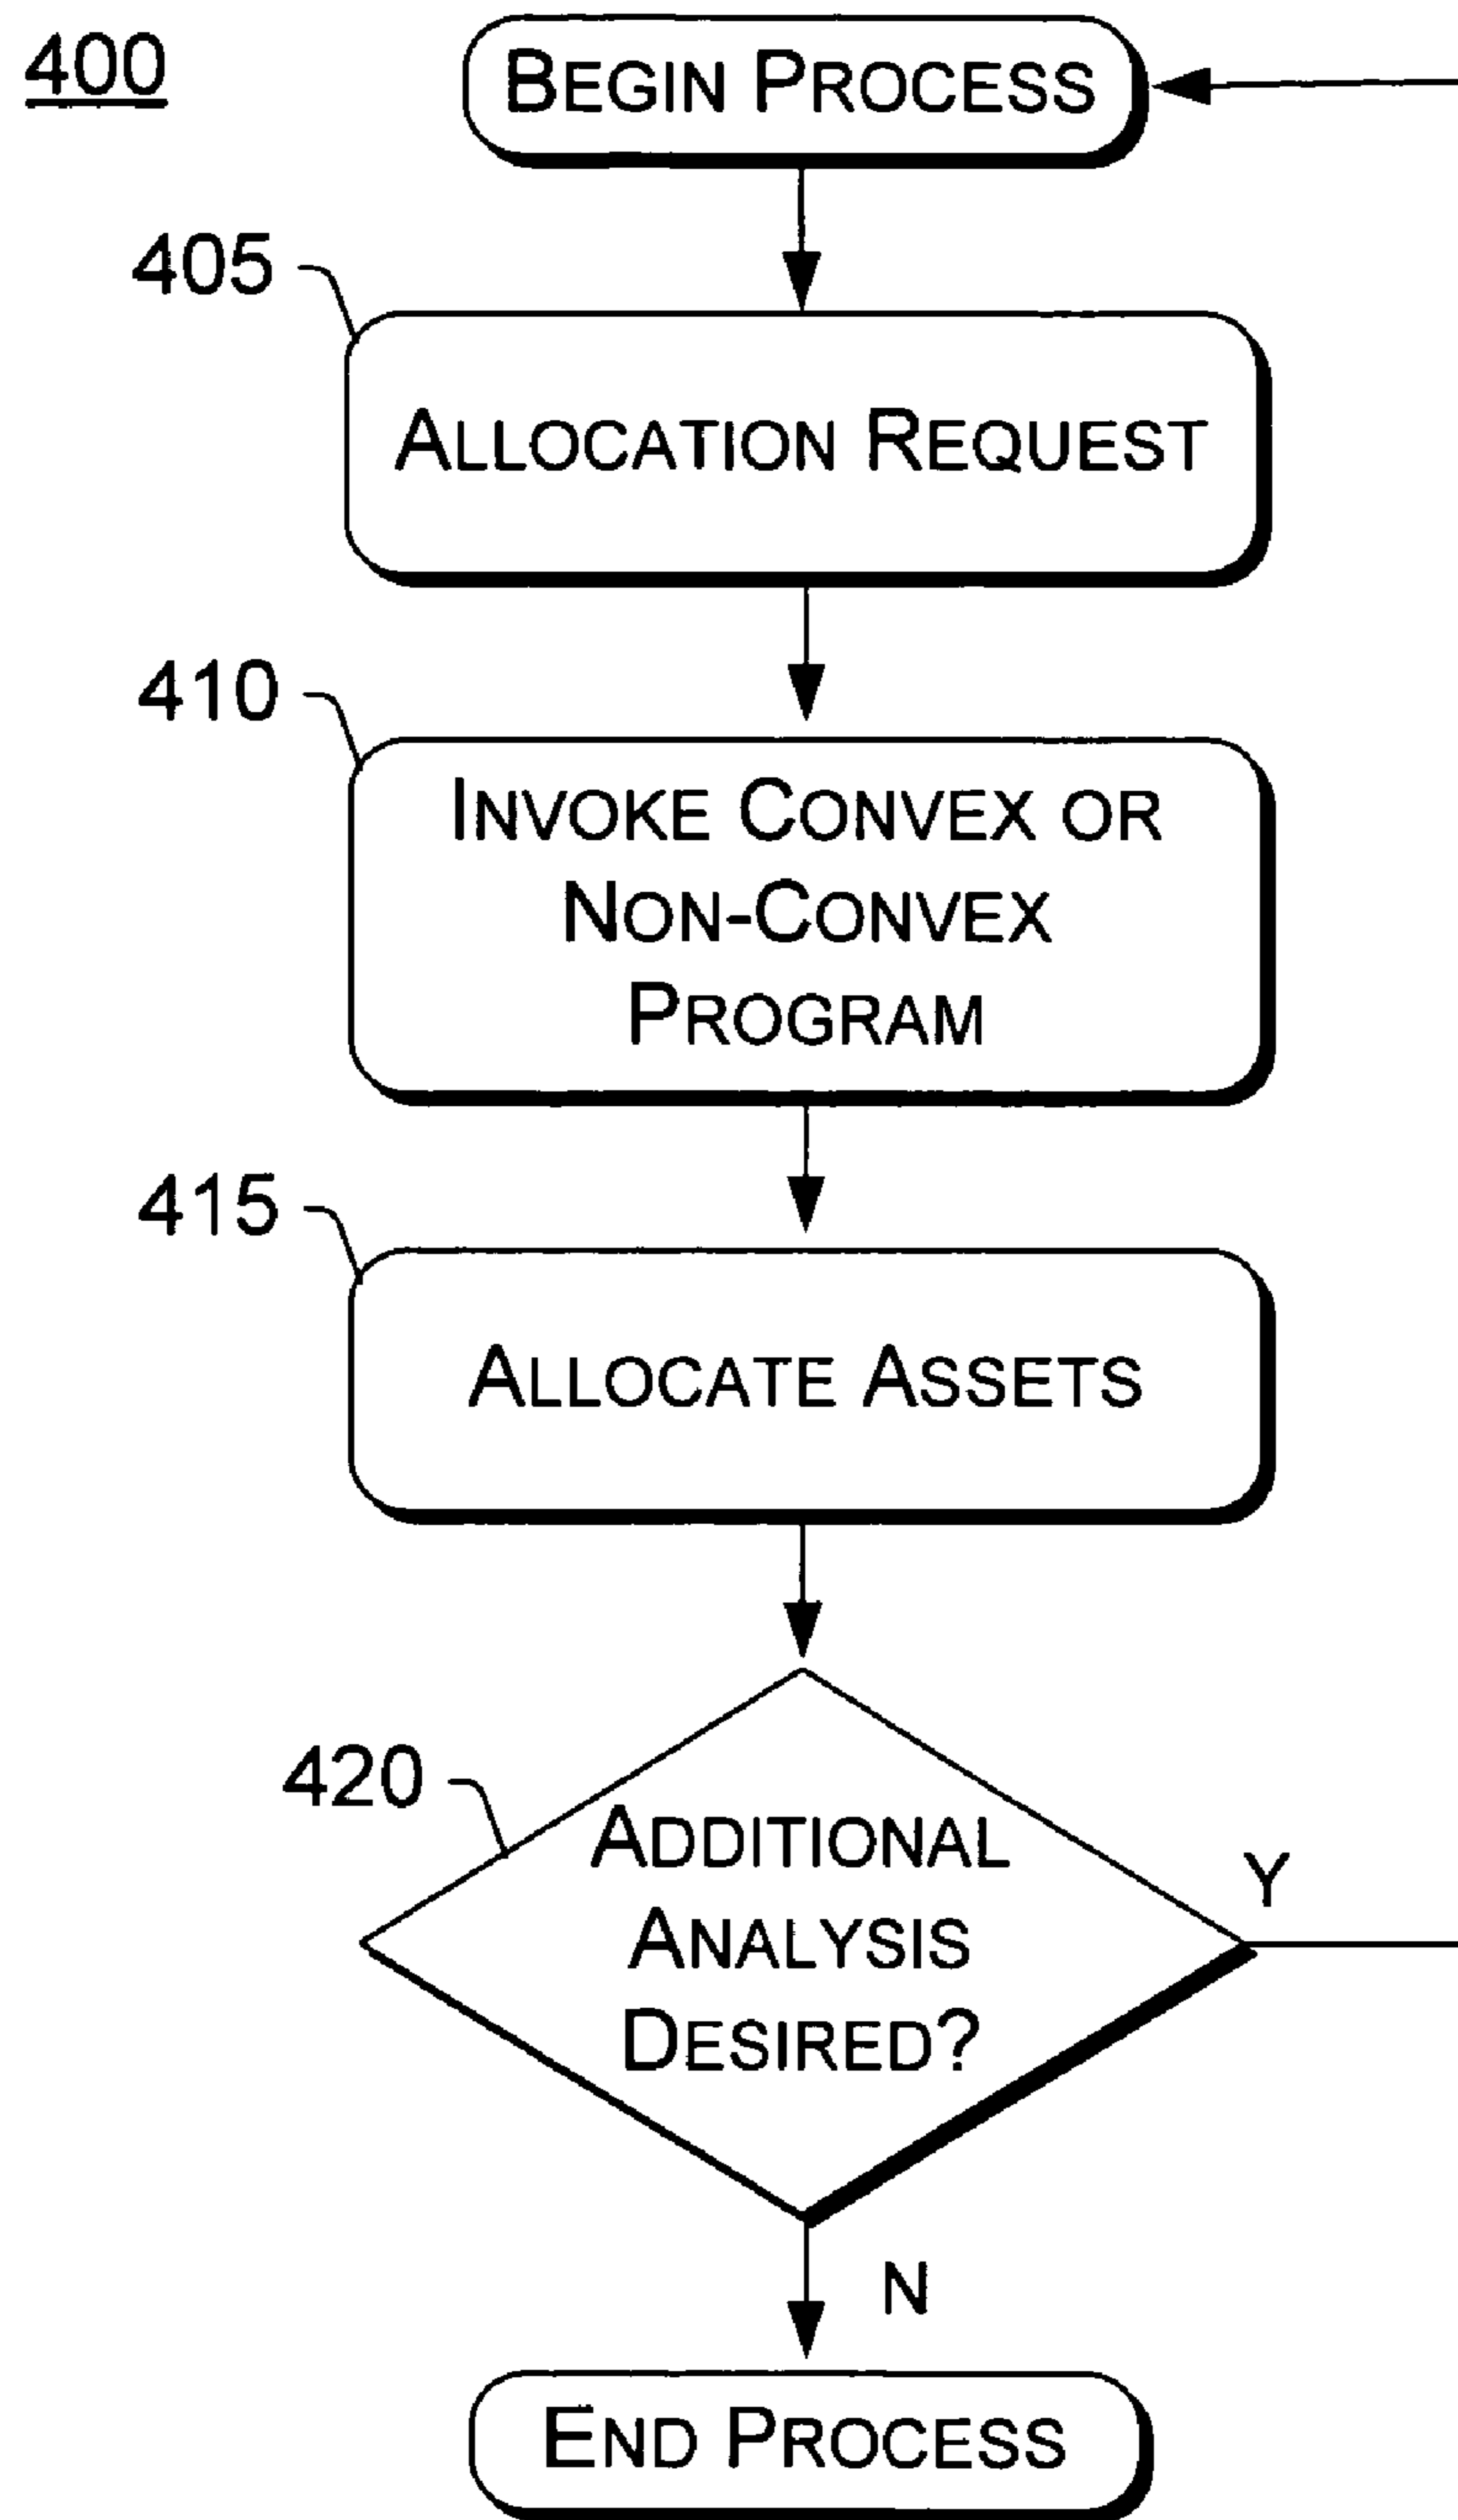 400
BEGIN PROCESS
405
ALLOCATION REQUEST
410
INVOKE CONVEX OR
NON-CONVEX
PROGRAM
415
ALLOCATE ASSETS
420
ADDITIONAL
ANALYSIS
DESIRED?
Y
N
END PROCESS